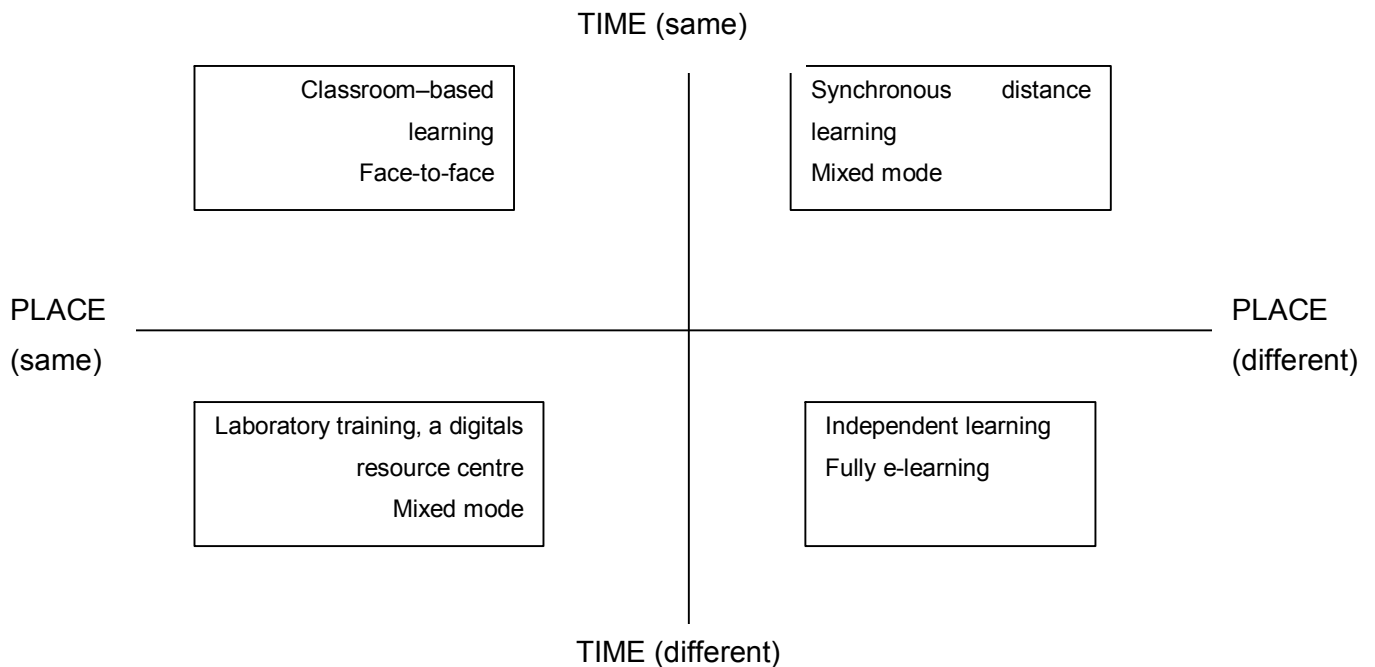 TIME (same)
Classroom–based
learning
Face-to-face
Synchronous distance
learning
Mixed mode
PLACE
(same)
PLACE
(different)
Laboratory training, a digitals
resource centre
Mixed mode
Independent learning
Fully e-learning
TIME (different)